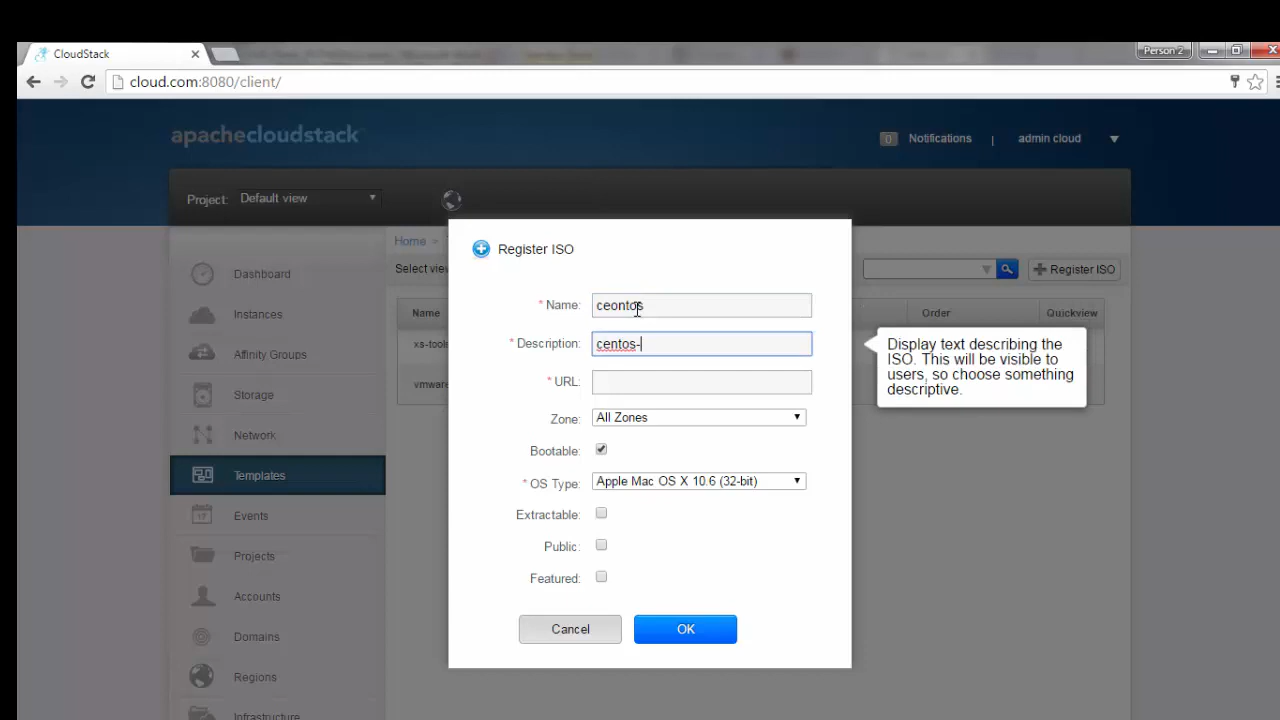 CloudStack
Person 2
cloud.com:8080/client/
apachecloudstack
0 Notifications | admin cloud
Project: Default view
Home >
Select view
Register ISO
Name
Order
Quickview
xs-tools
vmware
Dashboard
Instances
Affinity Groups
Storage
Network
Templates
17
Events
Projects
Accounts
Domains
Regions
Infrastructure
Register ISO
* Name: ceontos
* Description: centos-
* URL:
Zone: All Zones
Bootable:
* OS Type: Apple Mac OS X 10.6 (32-bit)
Extractable:
Public:
Featured:
Cancel
OK
Display text describing the
ISO. This will be visible to
users, so choose something
descriptive.